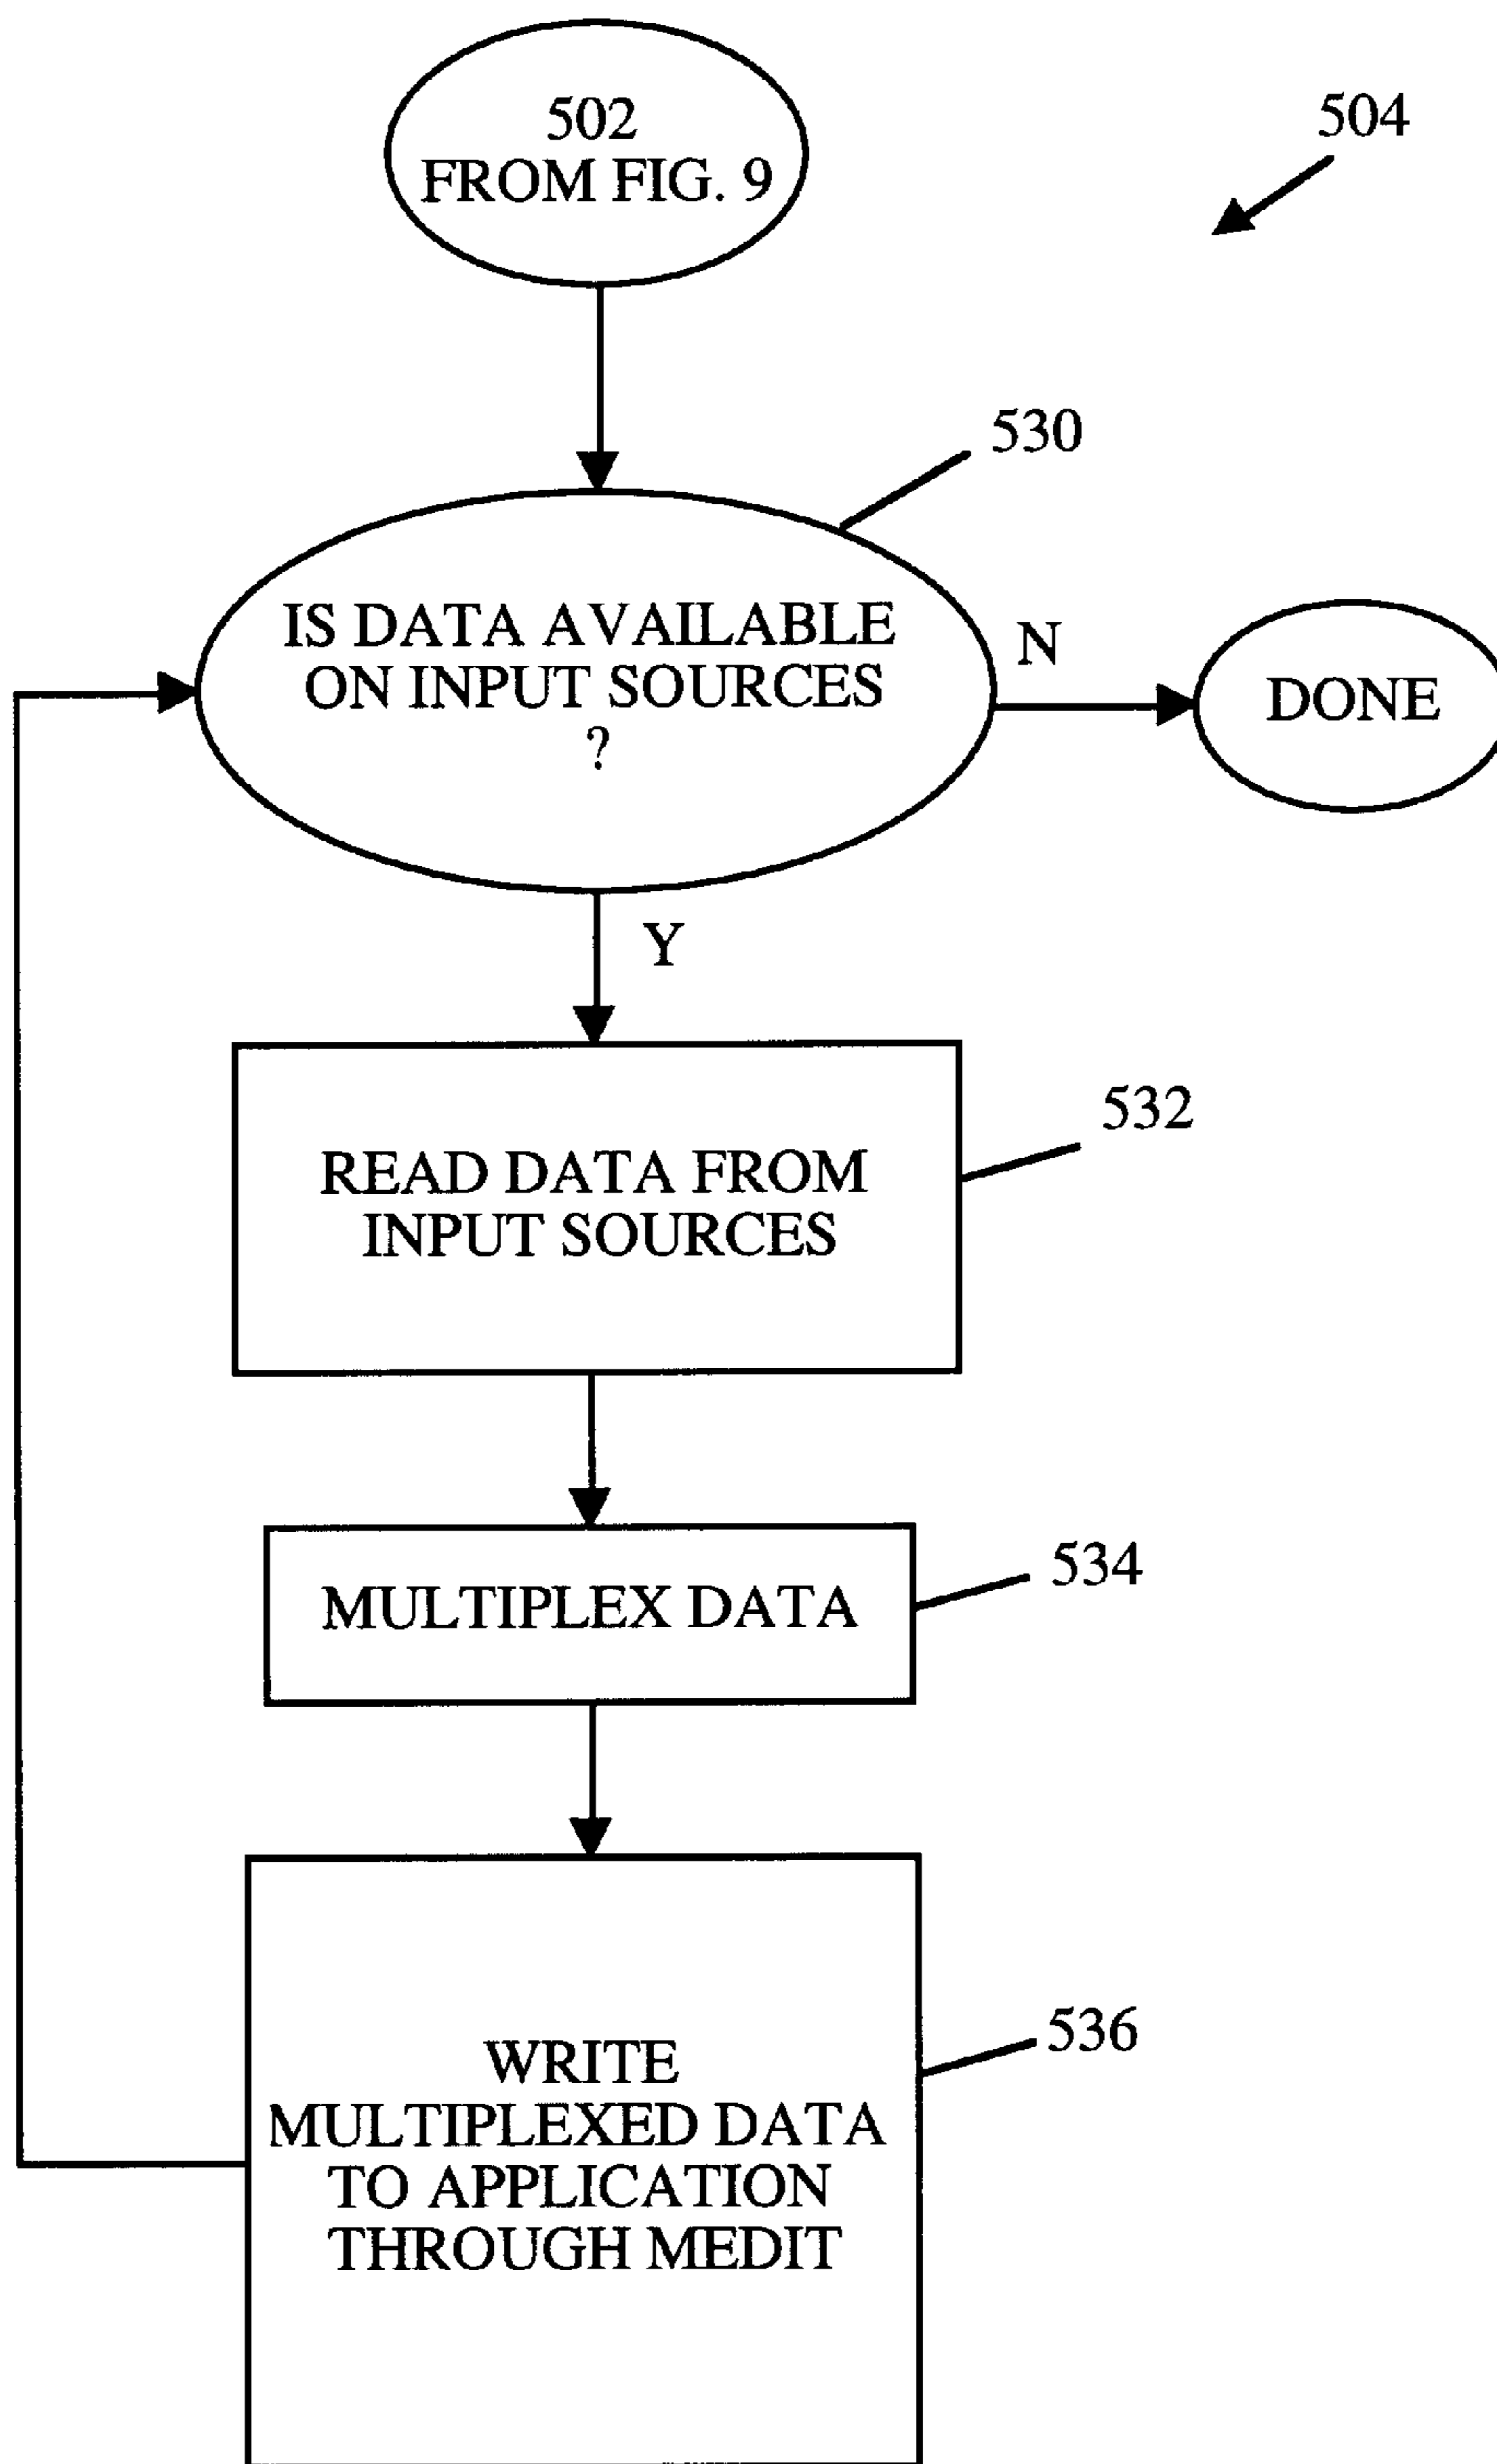 502
FROM FIG. 9
504
530
IS DATA AVAILABLE
ON INPUT SOURCES
?
N
DONE
Y
532
READ DATA FROM
INPUT SOURCES
534
MULTIPLEX DATA
536
WRITE
MULTIPLEXED DATA
TO APPLICATION
THROUGH MEDIT